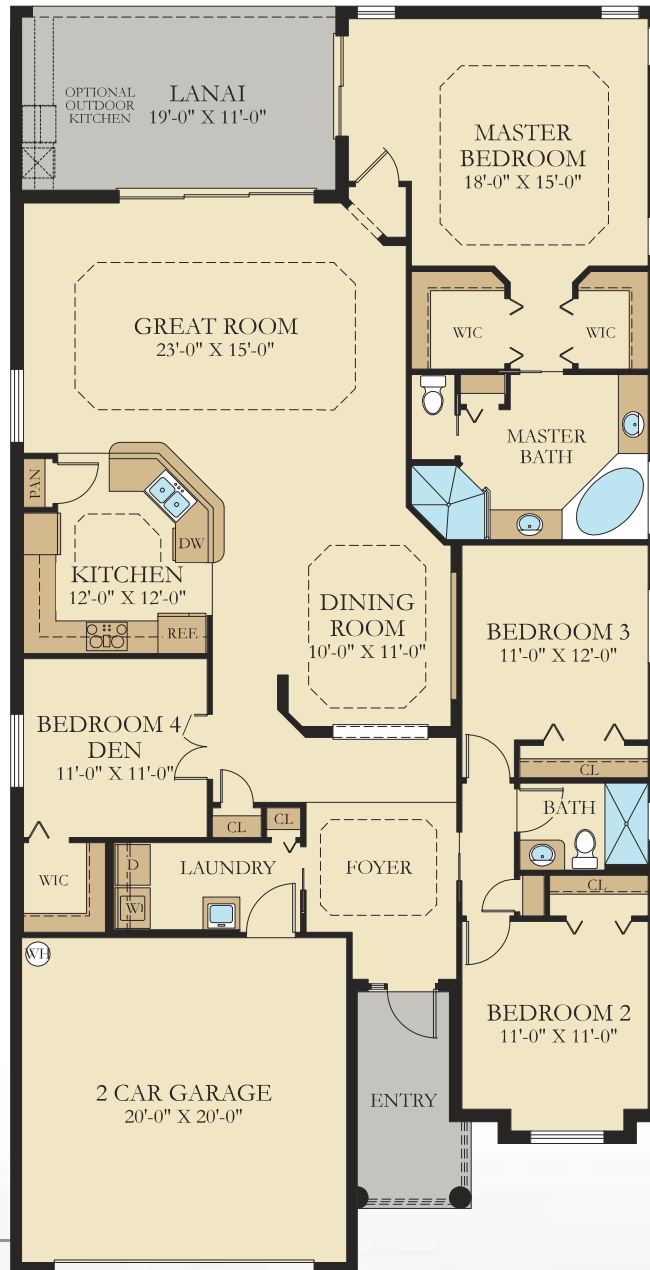 OPTIONAL
OUTDOOR
KITCHEN
LANAI
19'-0" X 11'-0"
MASTER
BEDROOM
18'-0" X 15'-0"
GREAT ROOM
23'-0" X 15'-0"
WIC
WIC
MASTER
BATH
PAN
DW
KITCHEN
12'-0" X 12'-0"
REF.
DINING
ROOM
10'-0" X 11'-0"
BEDROOM 3
11'-0" X 12'-0"
CL
BEDROOM 4/
DEN
11'-0" X 11'-0"
CL
CL
BATH
WIC
D
W
LAUNDRY
FOYER
CL
WH
BEDROOM 2
11'-0" X 11'-0"
2 CAR GARAGE
20'-0" X 20'-0"
ENTRY